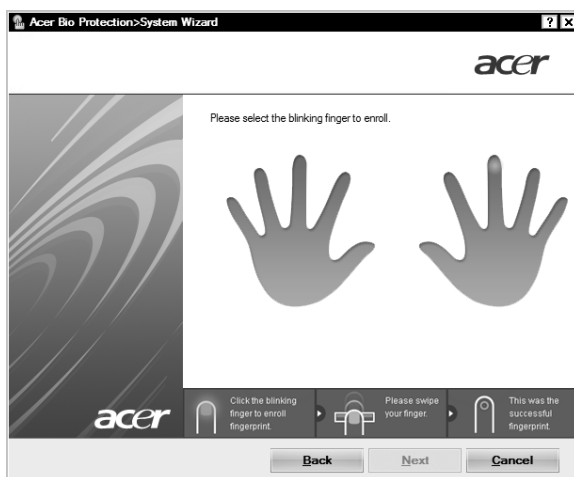 Acer Bio Protection>System Wizard
acer
Please select the blinking finger to enroll.
acer
Click the blinking
finger to enroll
fingerprint.
Please swipe
your finger.
This was the
successful
fingerprint.
Back
Next
Cancel